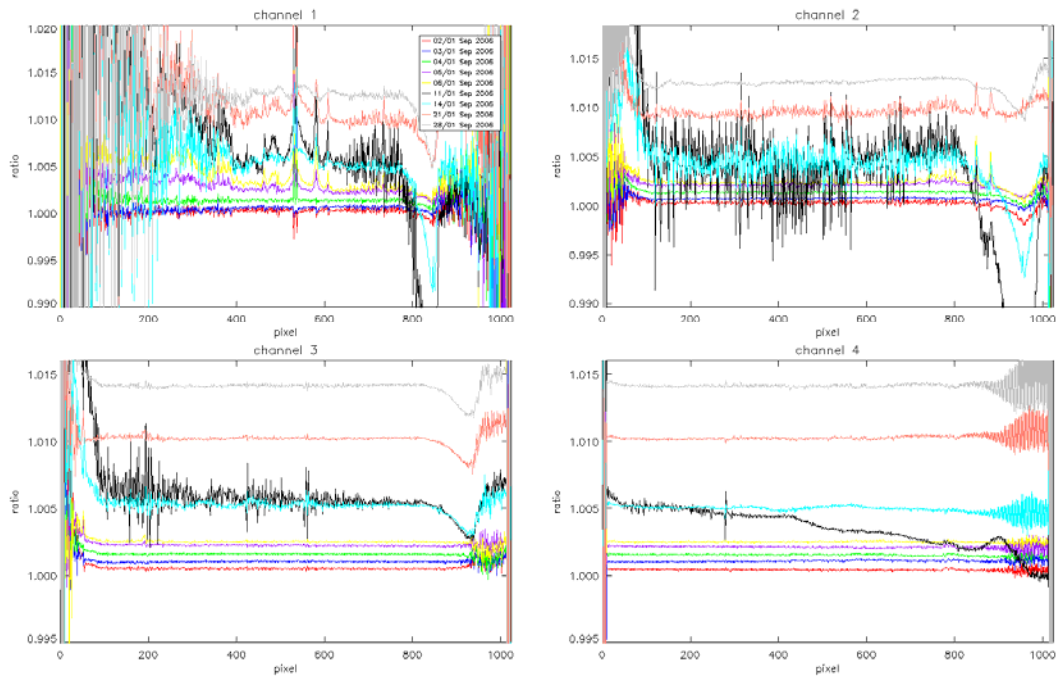 channel 1
1.020
1.015
1.010
1.005
1.000
0.995
0.990
ratio
02/01 Sep 2006
03/01 Sep 2006
04/01 Sep 2006
05/01 Sep 2006
06/01 Sep 2006
11/01 Sep 2006
14/01 Sep 2006
21/01 Sep 2006
28/01 Sep 2006
0 200 400 600 800 1000
pixel
channel 2
1.015
1.010
1.005
1.000
0.995
0.990
ratio
0 200 400 600 800 1000
pixel
channel 3
1.015
1.010
1.005
1.000
0.995
ratio
0 200 400 600 800 1000
pixel
channel 4
1.015
1.010
1.005
1.000
0.995
ratio
0 200 400 600 800 1000
pixel